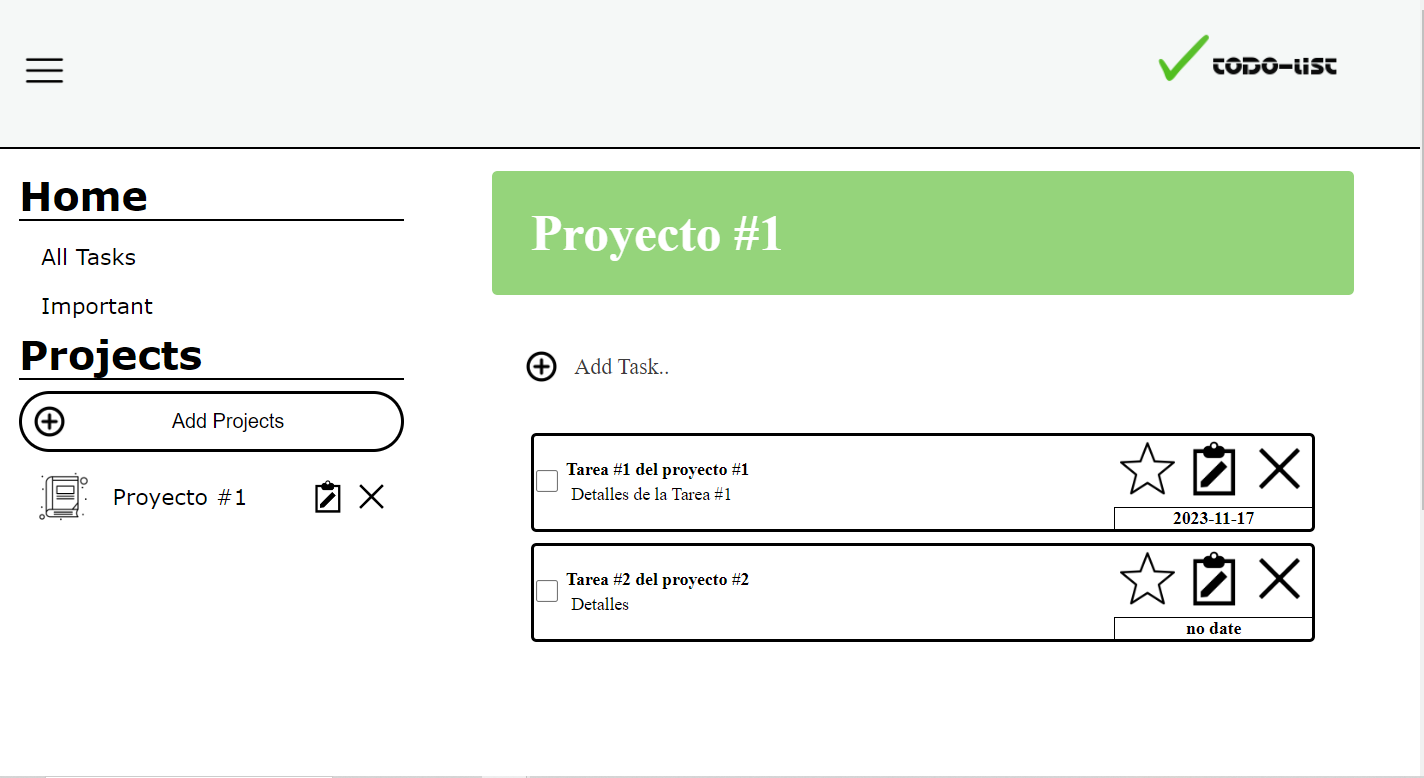 TODO-LIST
Home
All Tasks
Important
Projects
Add Projects
Proyecto #1
Proyecto #1
Add Task..
Tarea #1 del proyecto #1
Detalles de la Tarea #1
2023-11-17
Tarea #2 del proyecto #2
Detalles
no date